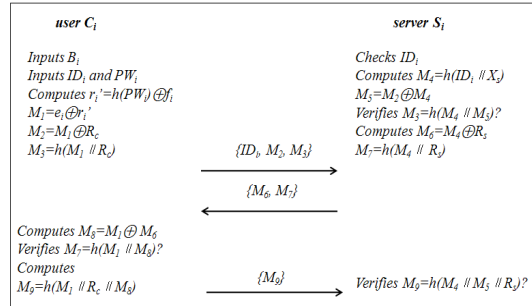 user Cᵢ
Inputs Bᵢ
Inputs IDᵢ and PWᵢ
Computes rᵢ'=h(PWᵢ)⊕fᵢ
M₁=eᵢ⊕rᵢ'
M₂=M₁⊕R_c
M₃=h(M₁ // R_c)
server Sᵢ
Checks IDᵢ
Computes M₄=h(IDᵢ // Xₛ)
M₅=M₂⊕M₄
Verifies M₃=h(M₄ // M₅)?
Computes M₆=M₄⊕Rₛ
M₇=h(M₄ // Rₛ)
{IDᵢ, M₂, M₃}
{M₆, M₇}
Computes M₈=M₁⊕ M₆
Verifies M₇=h(M₁ // M₈)?
Computes
M₉=h(M₁ // R_c // M₈)
{M₉}
Verifies M₉=h(M₄ // M₅ // Rₛ)?